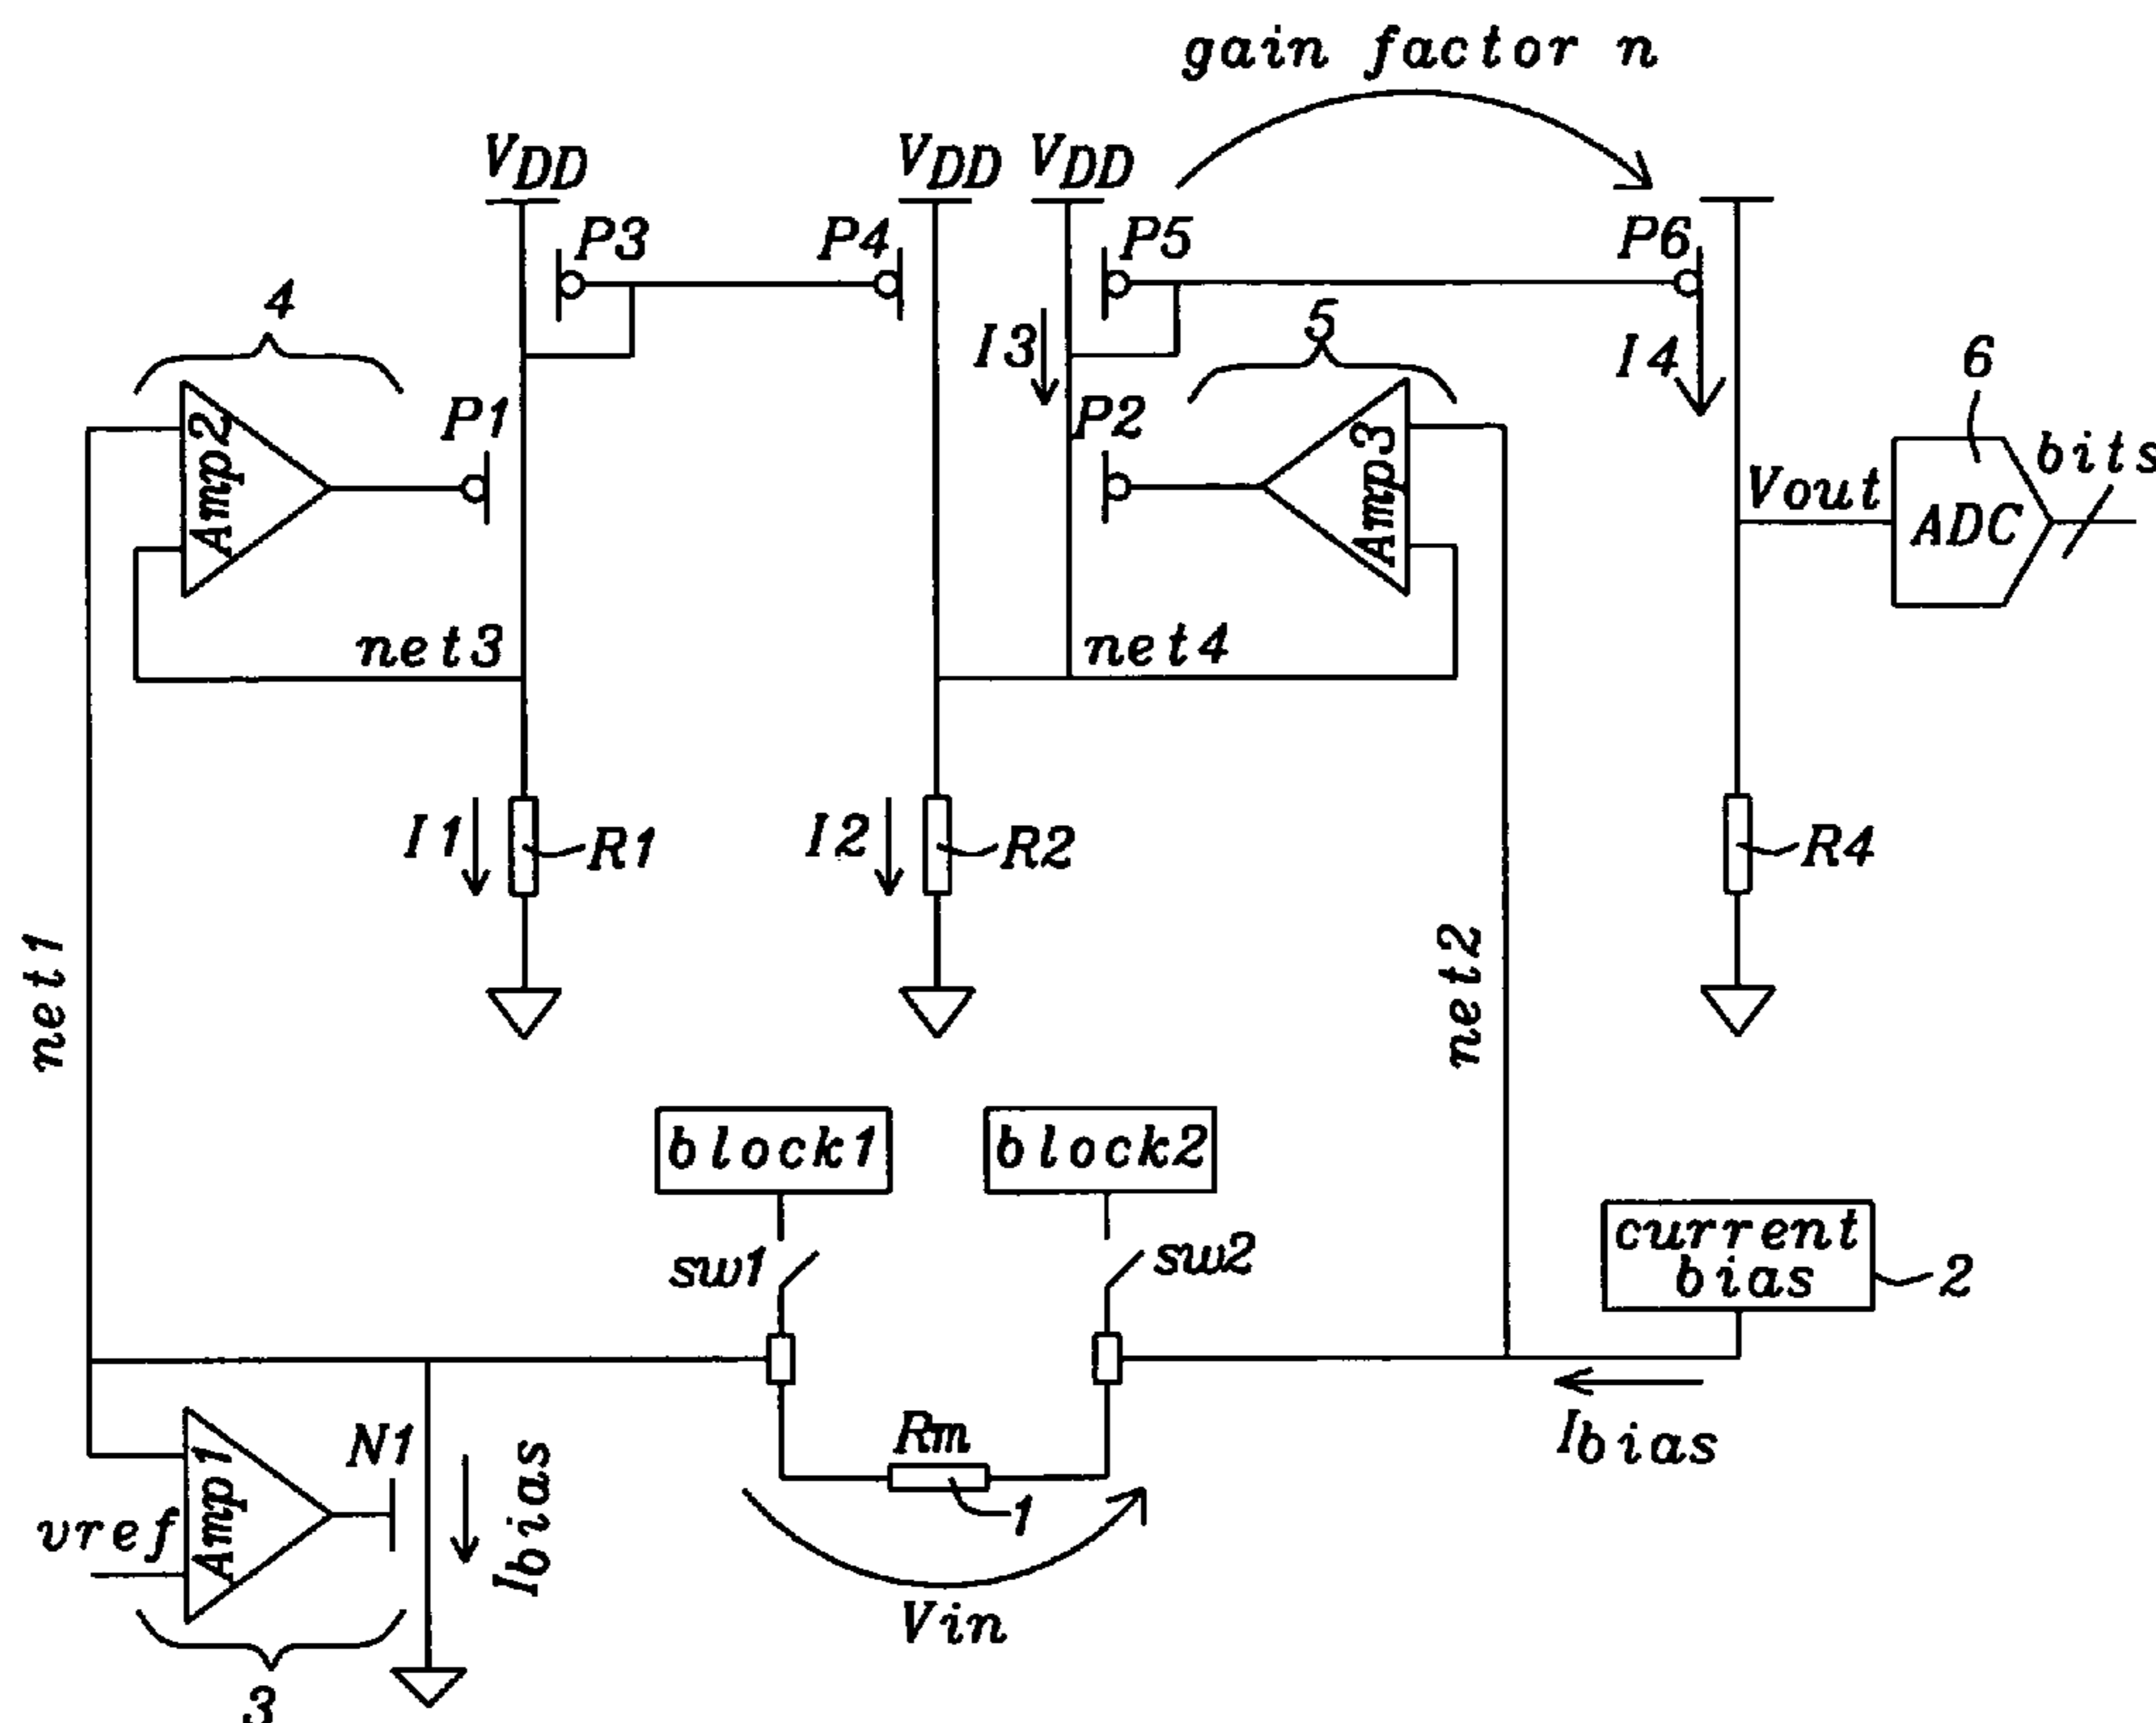 gain factor n
VDD
VDD
VDD
P3
P4
P5
P6
4
I3
5
I4
6
P1
P2
bits
Amp2
Amp3
Vout
ADC
net3
net4
I1
R1
I2
R2
R4
net1
net2
block1
block2
sw1
sw2
current
bias
2
Rm
N1
Ibias
Ibias
1
vref
Amp1
Vin
3